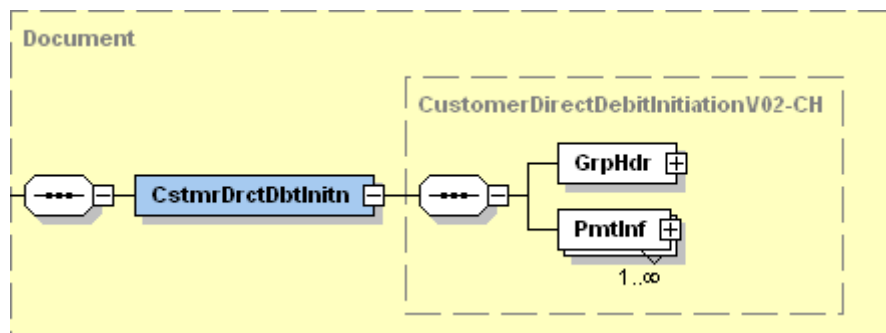 Document
CustomerDirectDebitInitiationV02-CH
GrpHdr
CstmrDrctDbtInitn
PmtInf
1..∞